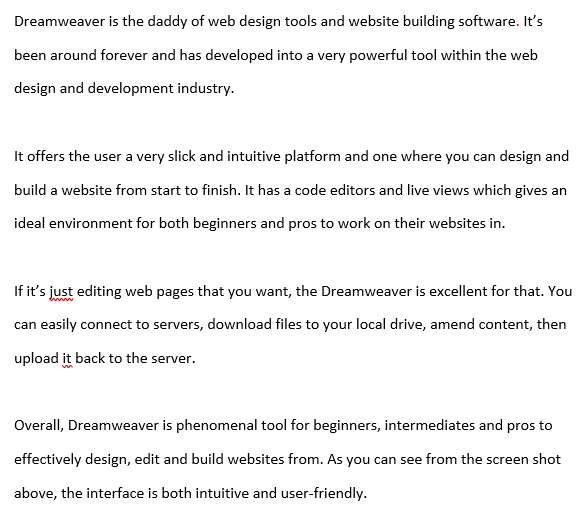 Dreamweaver is the daddy of web design tools and website building software. It’s
been around forever and has developed into a very powerful tool within the web
design and development industry.
It offers the user a very slick and intuitive platform and one where you can design and
build a website from start to finish. It has a code editors and live views which gives an
ideal environment for both beginners and pros to work on their websites in.
If it’s just editing web pages that you want, the Dreamweaver is excellent for that. You
can easily connect to servers, download files to your local drive, amend content, then
upload it back to the server.
Overall, Dreamweaver is phenomenal tool for beginners, intermediates and pros to
effectively design, edit and build websites from. As you can see from the screen shot
above, the interface is both intuitive and user-friendly.